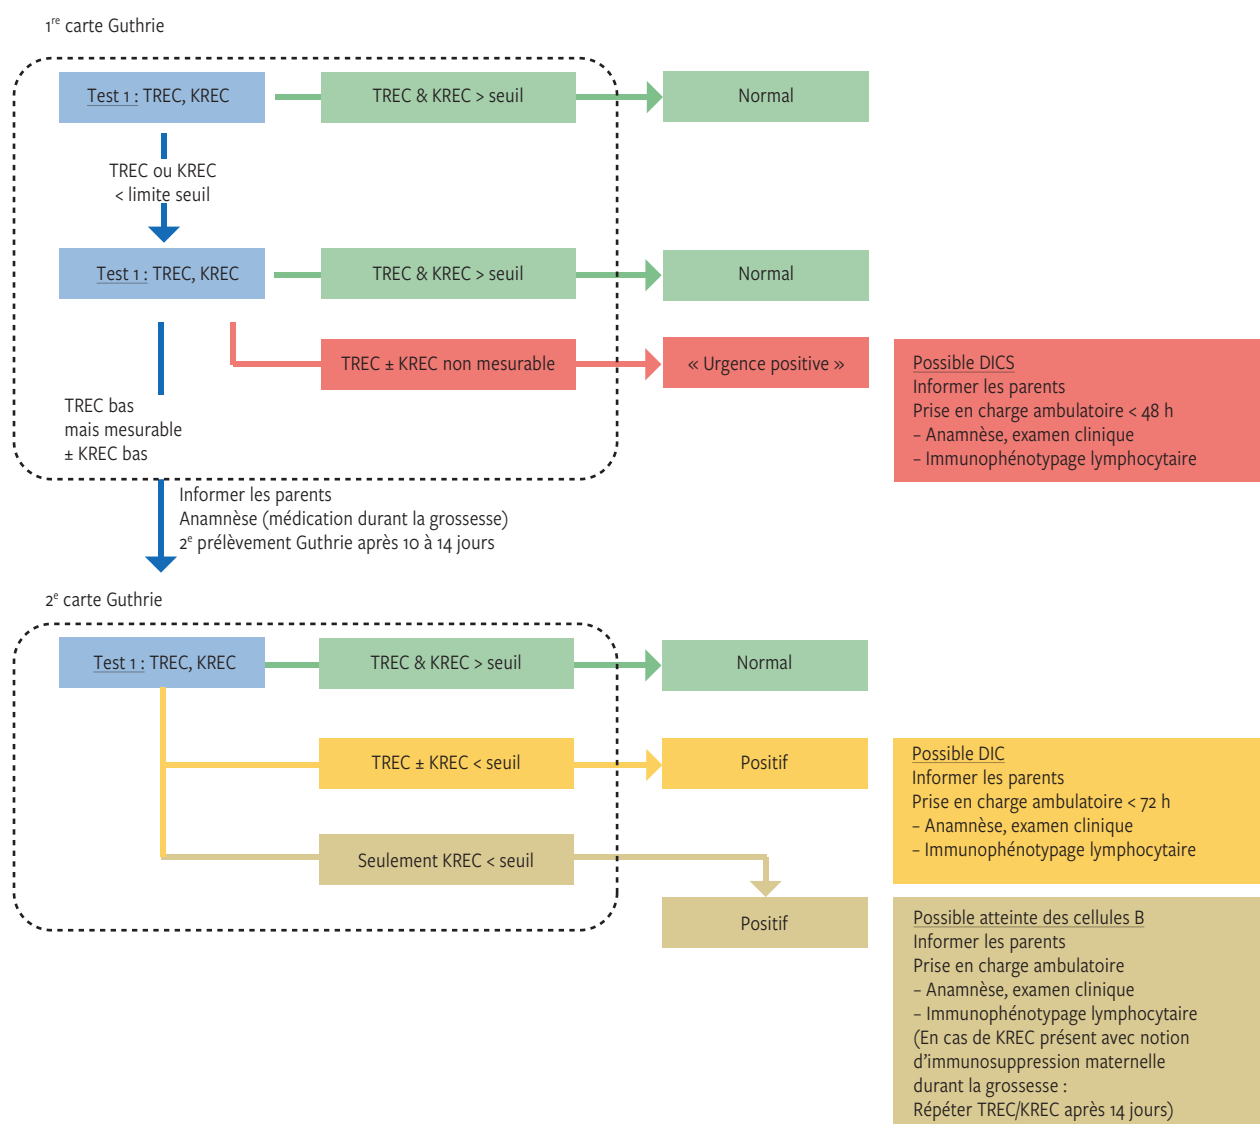 1re carte Guthrie
Test 1 : TREC, KREC
TREC & KREC > seuil
Normal
TREC ou KREC
< limite seuil
Test 1 : TREC, KREC
TREC & KREC > seuil
Normal
TREC ± KREC non mesurable
« Urgence positive »
Possible DICS
Informer les parents
Prise en charge ambulatoire < 48 h
– Anamnèse, examen clinique
– Immunophénotypage lymphocytaire
TREC bas
mais mesurable
± KREC bas
Informer les parents
Anamnèse (médication durant la grossesse)
2e prélèvement Guthrie après 10 à 14 jours
2e carte Guthrie
Test 1 : TREC, KREC
TREC & KREC > seuil
Normal
TREC ± KREC < seuil
Positif
Possible DIC
Informer les parents
Prise en charge ambulatoire < 72 h
– Anamnèse, examen clinique
– Immunophénotypage lymphocytaire
Seulement KREC < seuil
Positif
Possible atteinte des cellules B
Informer les parents
Prise en charge ambulatoire
– Anamnèse, examen clinique
– Immunophénotypage lymphocytaire
(En cas de KREC présent avec notion
d’immunosuppression maternelle
durant la grossesse :
Répéter TREC/KREC après 14 jours)